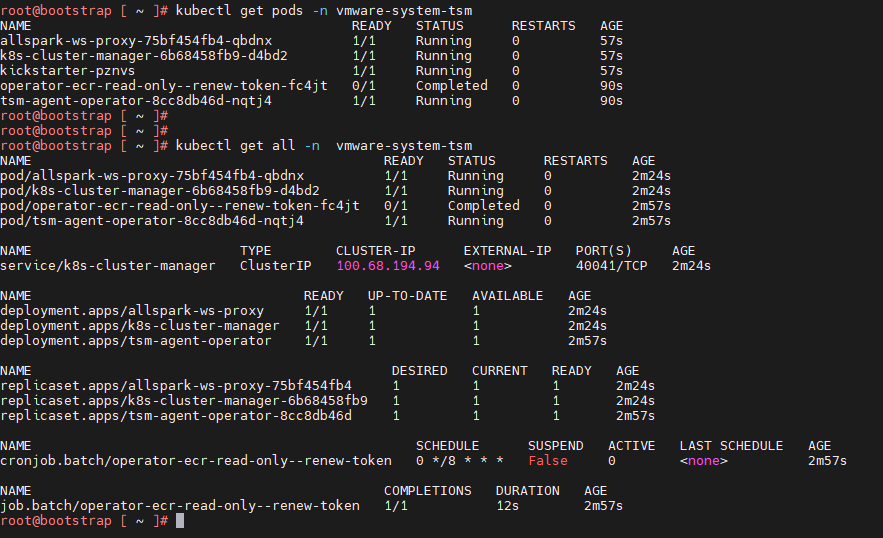 root@bootstrap [ ~ ]# kubectl get pods -n vmware-system-tsm
NAME READY STATUS RESTARTS AGE
allspark-ws-proxy-75bf454fb4-qbdnx 1/1 Running 0 57s
k8s-cluster-manager-6b68458fb9-d4bd2 1/1 Running 0 57s
kickstarter-pznvs 1/1 Running 0 57s
operator-ecr-read-only--renew-token-fc4jt 0/1 Completed 0 90s
tsm-agent-operator-8cc8db46d-nqtj4 1/1 Running 0 90s
root@bootstrap [ ~ ]#
root@bootstrap [ ~ ]#
root@bootstrap [ ~ ]# kubectl get all -n  vmware-system-tsm
NAME READY STATUS RESTARTS AGE
pod/allspark-ws-proxy-75bf454fb4-qbdnx 1/1 Running 0 2m24s
pod/k8s-cluster-manager-6b68458fb9-d4bd2 1/1 Running 0 2m24s
pod/operator-ecr-read-only--renew-token-fc4jt 0/1 Completed 0 2m57s
pod/tsm-agent-operator-8cc8db46d-nqtj4 1/1 Running 0 2m57s
NAME TYPE CLUSTER-IP EXTERNAL-IP PORT(S) AGE
service/k8s-cluster-manager ClusterIP 100.68.194.94 <none> 40041/TCP 2m24s
NAME READY UP-TO-DATE AVAILABLE AGE
deployment.apps/allspark-ws-proxy 1/1 1 1 2m24s
deployment.apps/k8s-cluster-manager 1/1 1 1 2m24s
deployment.apps/tsm-agent-operator 1/1 1 1 2m57s
NAME DESIRED CURRENT READY AGE
replicaset.apps/allspark-ws-proxy-75bf454fb4 1 1 1 2m24s
replicaset.apps/k8s-cluster-manager-6b68458fb9 1 1 1 2m24s
replicaset.apps/tsm-agent-operator-8cc8db46d 1 1 1 2m57s
NAME SCHEDULE SUSPEND ACTIVE LAST SCHEDULE AGE
cronjob.batch/operator-ecr-read-only--renew-token 0 */8 * * * False 0 <none> 2m57s
NAME COMPLETIONS DURATION AGE
job.batch/operator-ecr-read-only--renew-token 1/1 12s 2m57s
root@bootstrap [ ~ ]#